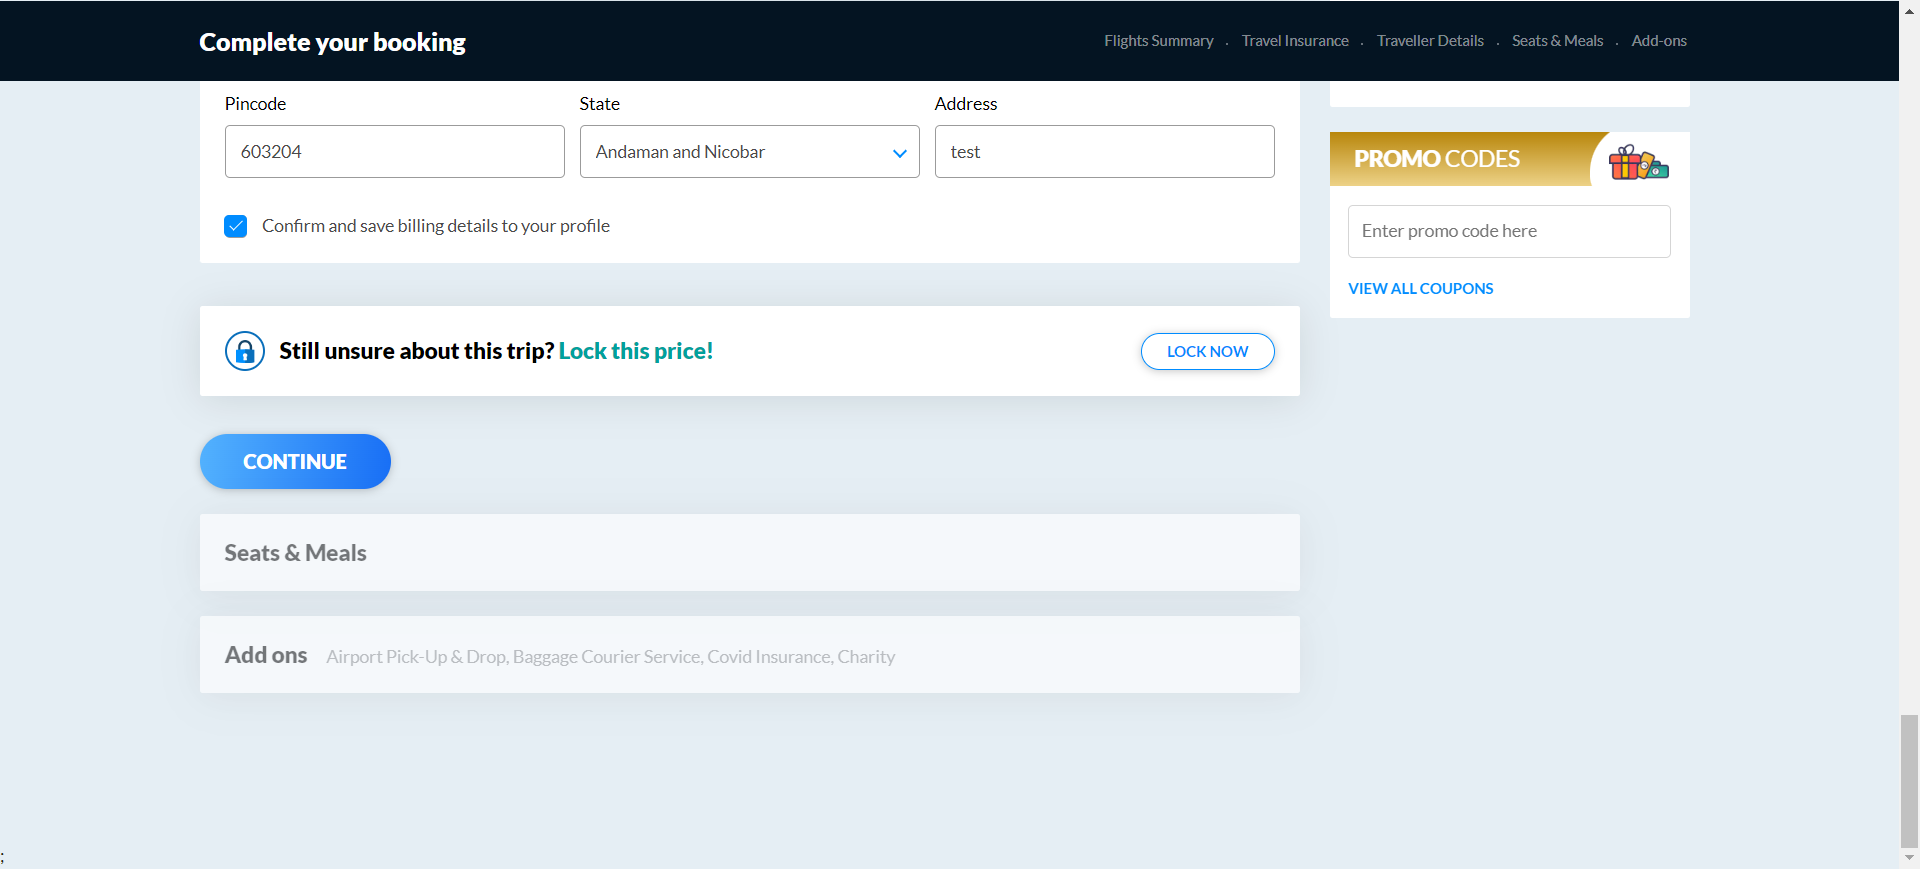 Complete your booking
Flights Summary . Travel Insurance . Traveller Details . Seats & Meals . Add-ons
Pincode State Address
603204 Andaman and Nicobar test
Confirm and save billing details to your profile
PROMO CODES
Enter promo code here
VIEW ALL COUPONS
Still unsure about this trip? Lock this price!
LOCK NOW
CONTINUE
Seats & Meals
Add ons Airport Pick-Up & Drop, Baggage Courier Service, Covid Insurance, Charity
;